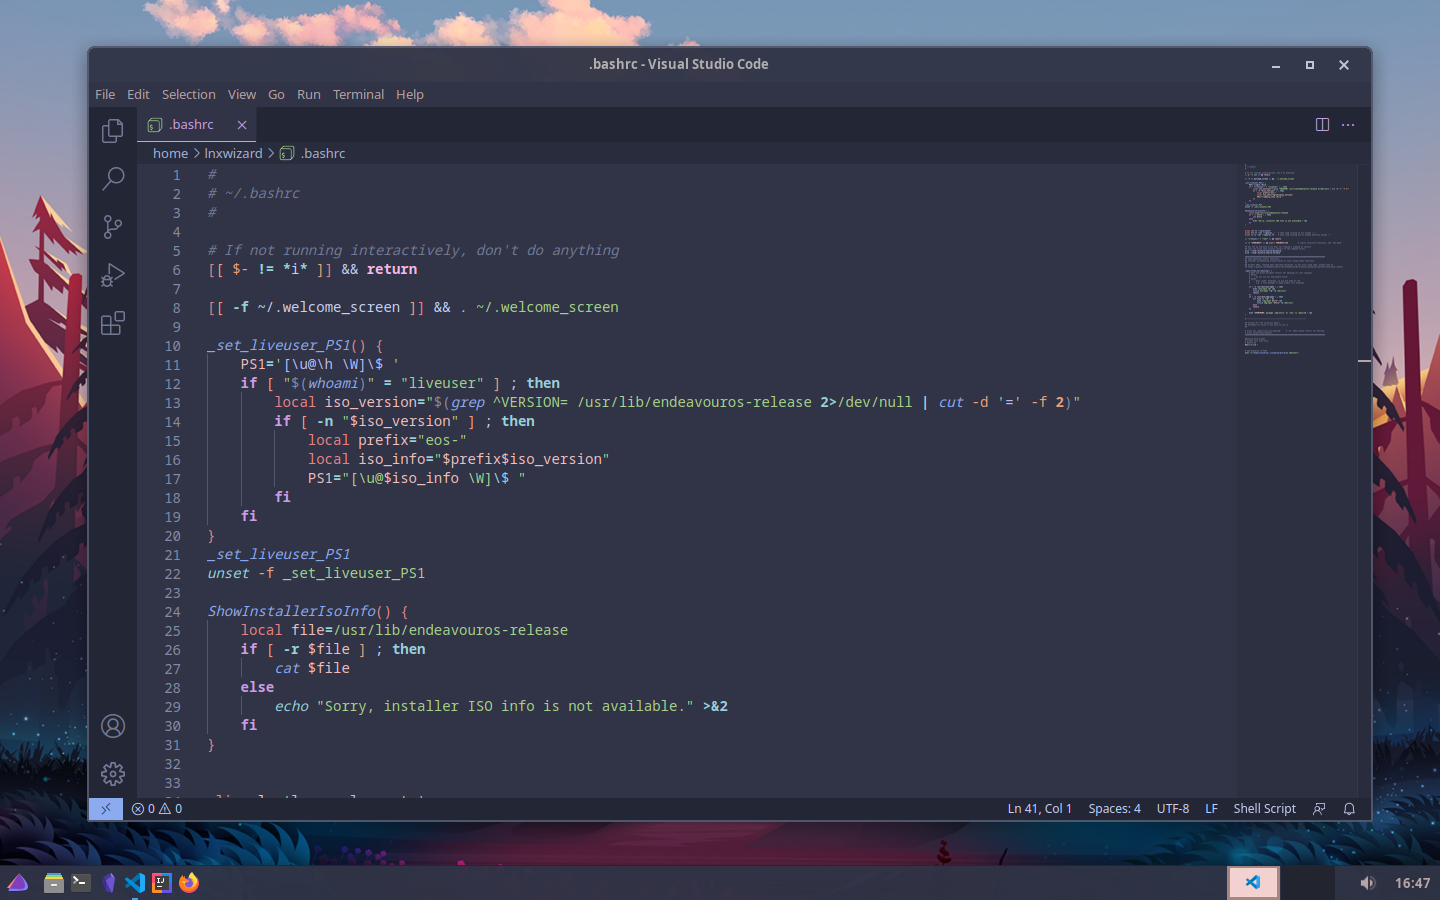 .bashrc - Visual Studio Code
File Edit Selection View Go Run Terminal Help
.bashrc
home > lnxwizard > .bashrc
1 #
2 # ~/.bashrc
3 #
4
5 # If not running interactively, don't do anything
6 [[ $- != *i* ]] && return
7
8 [[ -f ~/.welcome_screen ]] && . ~/.welcome_screen
9
10 _set_liveuser_PS1() {
11     PS1='[\u@\h \W]\$ '
12     if [ "$(whoami)" = "liveuser" ] ; then
13         local iso_version="$(grep ^VERSION= /usr/lib/endeavouros-release 2>/dev/null | cut -d '=' -f 2)"
14         if [ -n "$iso_version" ] ; then
15             local prefix="eos-"
16             local iso_info="$prefix$iso_version"
17             PS1="[\u@$iso_info \W]\$ "
18         fi
19     fi
20 }
21 _set_liveuser_PS1
22 unset -f _set_liveuser_PS1
23
24 ShowInstallerIsoInfo() {
25     local file=/usr/lib/endeavouros-release
26     if [ -r $file ] ; then
27         cat $file
28     else
29         echo "Sorry, installer ISO info is not available." >&2
30     fi
31 }
32
33
0 0 Ln 41, Col 1 Spaces: 4 UTF-8 LF Shell Script
16:47